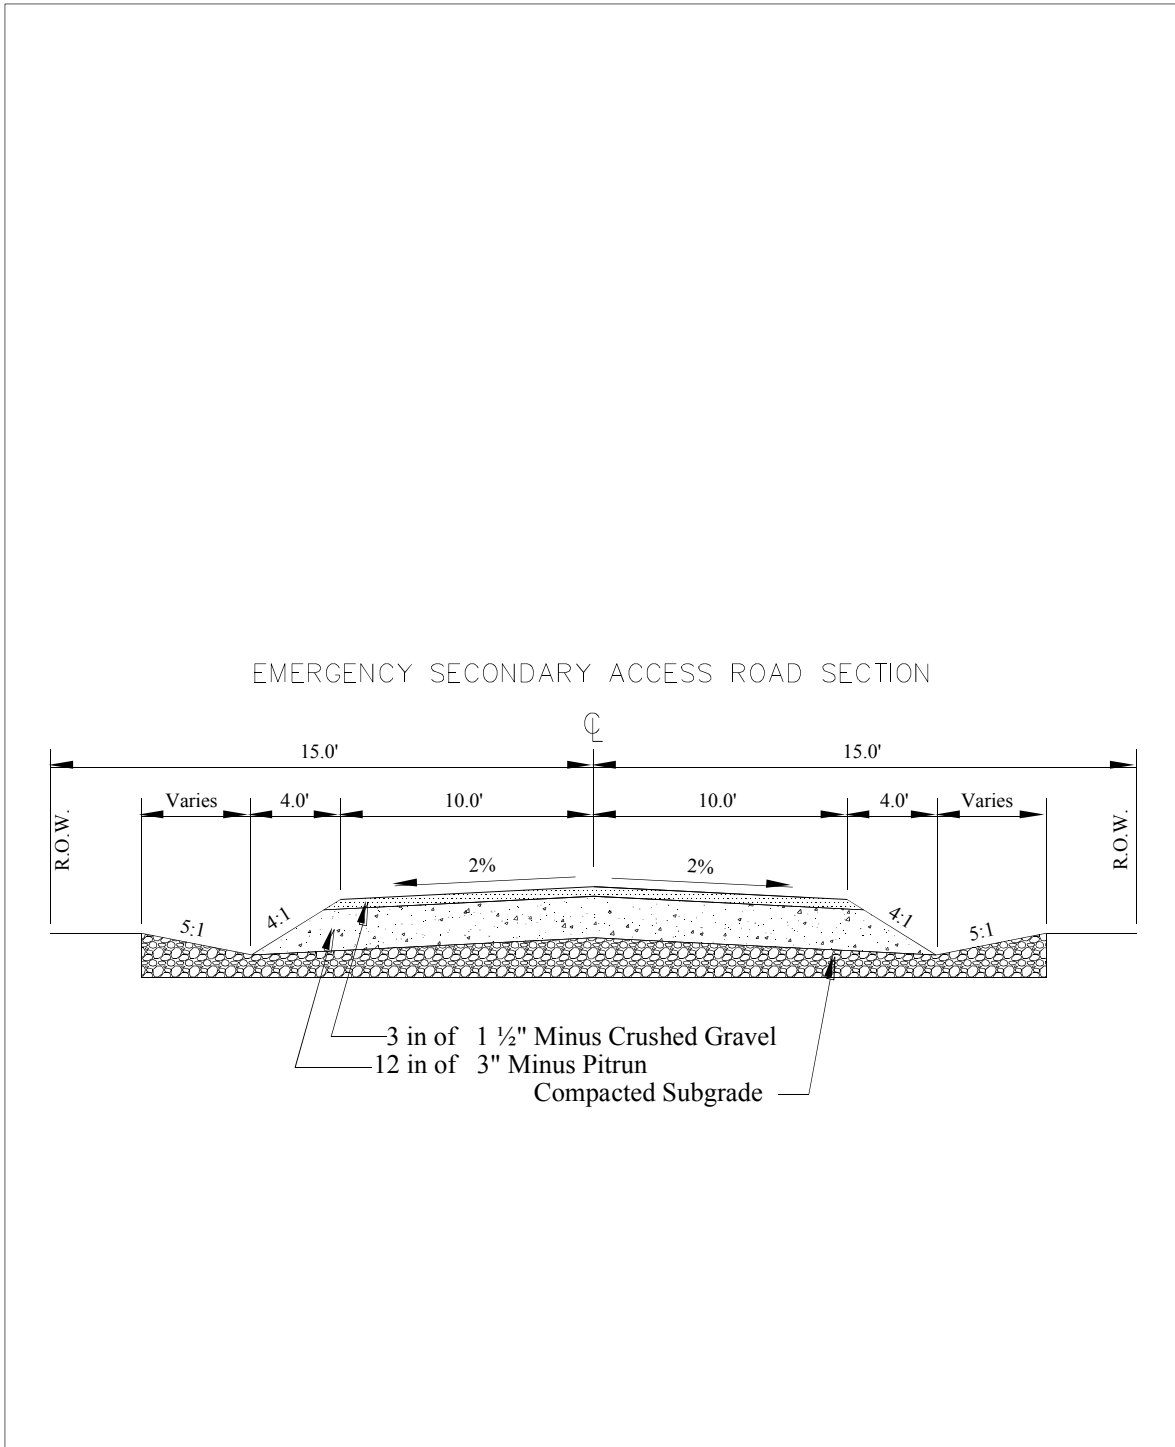 EMERGENCY SECONDARY ACCESS ROAD SECTION
℄
15.0' 15.0'
Varies 4.0' 10.0' 10.0' 4.0' Varies
R.O.W. R.O.W.
2% 2%
5:1 4:1 4:1 5:1
3 in of 1 ½" Minus Crushed Gravel
12 in of 3" Minus Pitrun
Compacted Subgrade